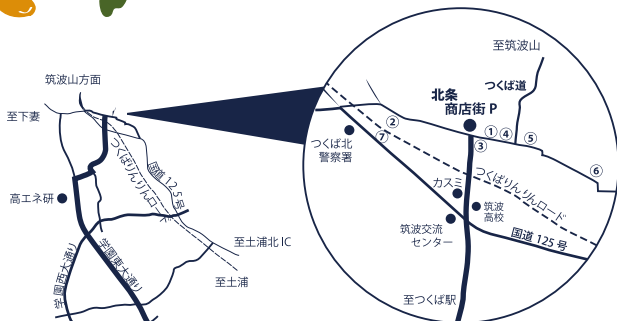 筑波山方面
至下妻
つくばりんりんロード
国道125号
高エネ研
至土浦北IC
至土浦
学園西大通り
学園東大通り
至筑波山
つくば道
北条
商店街 P
② ⑦ ① ④ ③ ⑤ ⑥
つくば北
警察署
カスミ
つくばりんりんロード
筑波
高校
筑波交流
センター
国道 125 号
至つくば駅